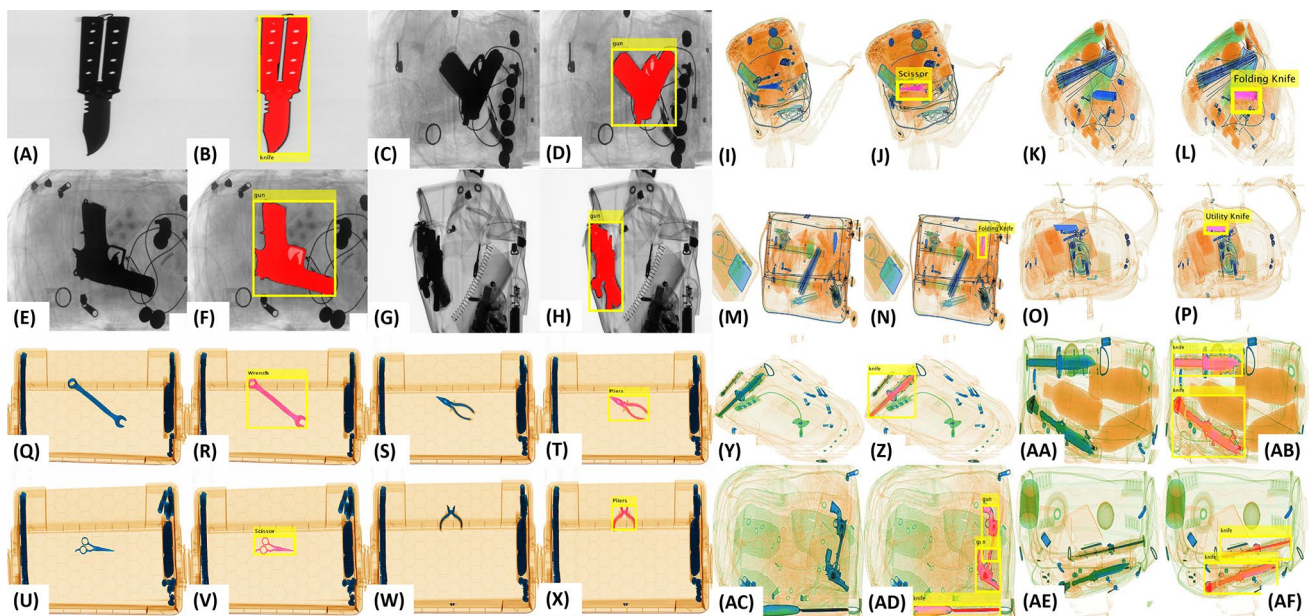 gun
Scissor
Folding Knife
(A)
(B)
knife
(C)
(D)
(I)
(J)
(K)
(L)
gun
gun
Folding Knife
Utility Knife
(E)
(F)
(G)
(H)
(M)
(N)
(O)
(P)
Wrench
Pliers
knife
knife
knife
(Q)
(R)
(S)
(T)
(Y)
(Z)
(AA)
(AB)
Scissor
Pliers
gun
gun
knife
knife
knife
(U)
(V)
(W)
(X)
(AC)
(AD)
(AE)
(AF)